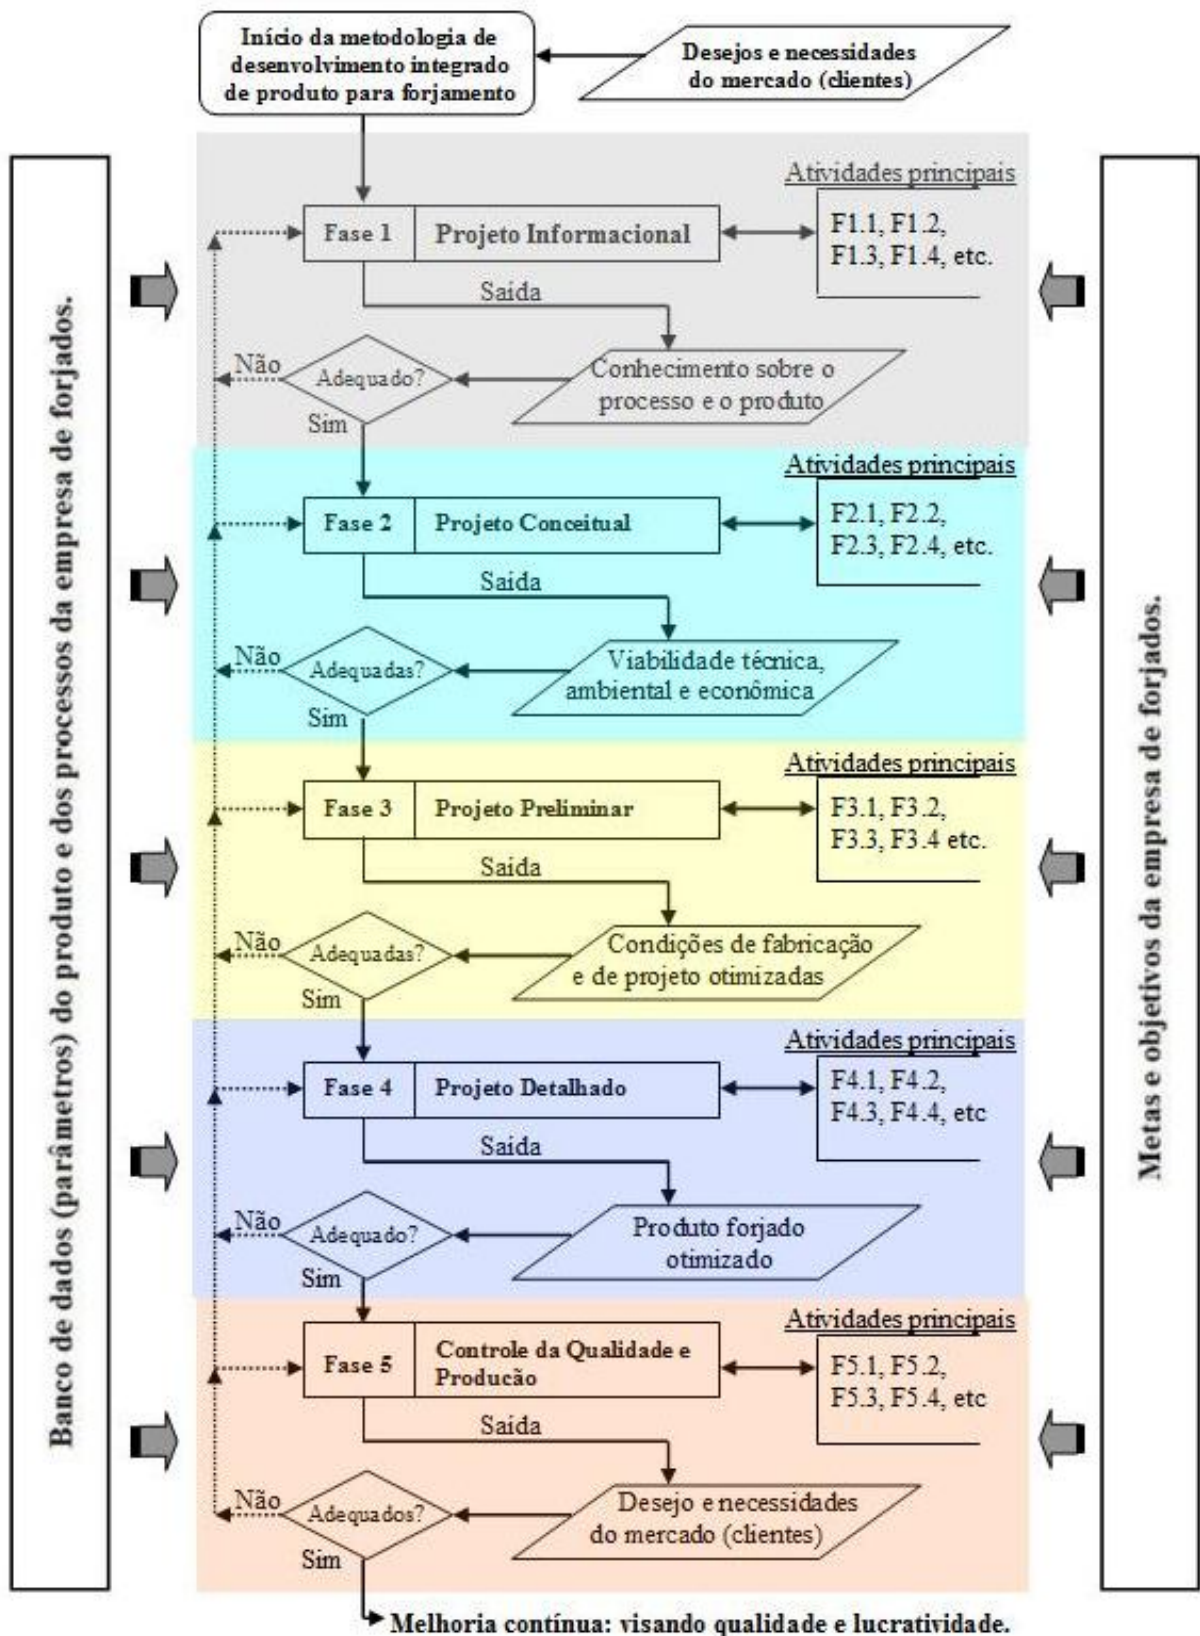 Início da metodologia de
desenvolvimento integrado
de produto para forjamento
Desejos e necessidades
do mercado (clientes)
Banco de dados (parâmetros) do produto e dos processos da empresa de forjados.
Metas e objetivos da empresa de forjados.
Atividades principais
Fase 1
Projeto Informacional
F1.1, F1.2,
F1.3, F1.4, etc.
Saída
Não
Adequado?
Conhecimento sobre o
processo e o produto
Sim
Atividades principais
Fase 2
Projeto Conceitual
F2.1, F2.2,
F2.3, F2.4, etc.
Saída
Não
Adequadas?
Viabilidade técnica,
ambiental e econômica
Sim
Atividades principais
Fase 3
Projeto Preliminar
F3.1, F3.2,
F3.3, F3.4 etc.
Saída
Não
Adequadas?
Condições de fabricação
e de projeto otimizadas
Sim
Atividades principais
Fase 4
Projeto Detalhado
F4.1, F4.2,
F4.3, F4.4, etc
Saída
Não
Adequado?
Produto forjado
otimizado
Sim
Atividades principais
Fase 5
Controle da Qualidade e
Producão
F5.1, F5.2,
F5.3, F5.4, etc
Saída
Não
Adequados?
Desejo e necessidades
do mercado (clientes)
Sim
Melhoria contínua: visando qualidade e lucratividade.